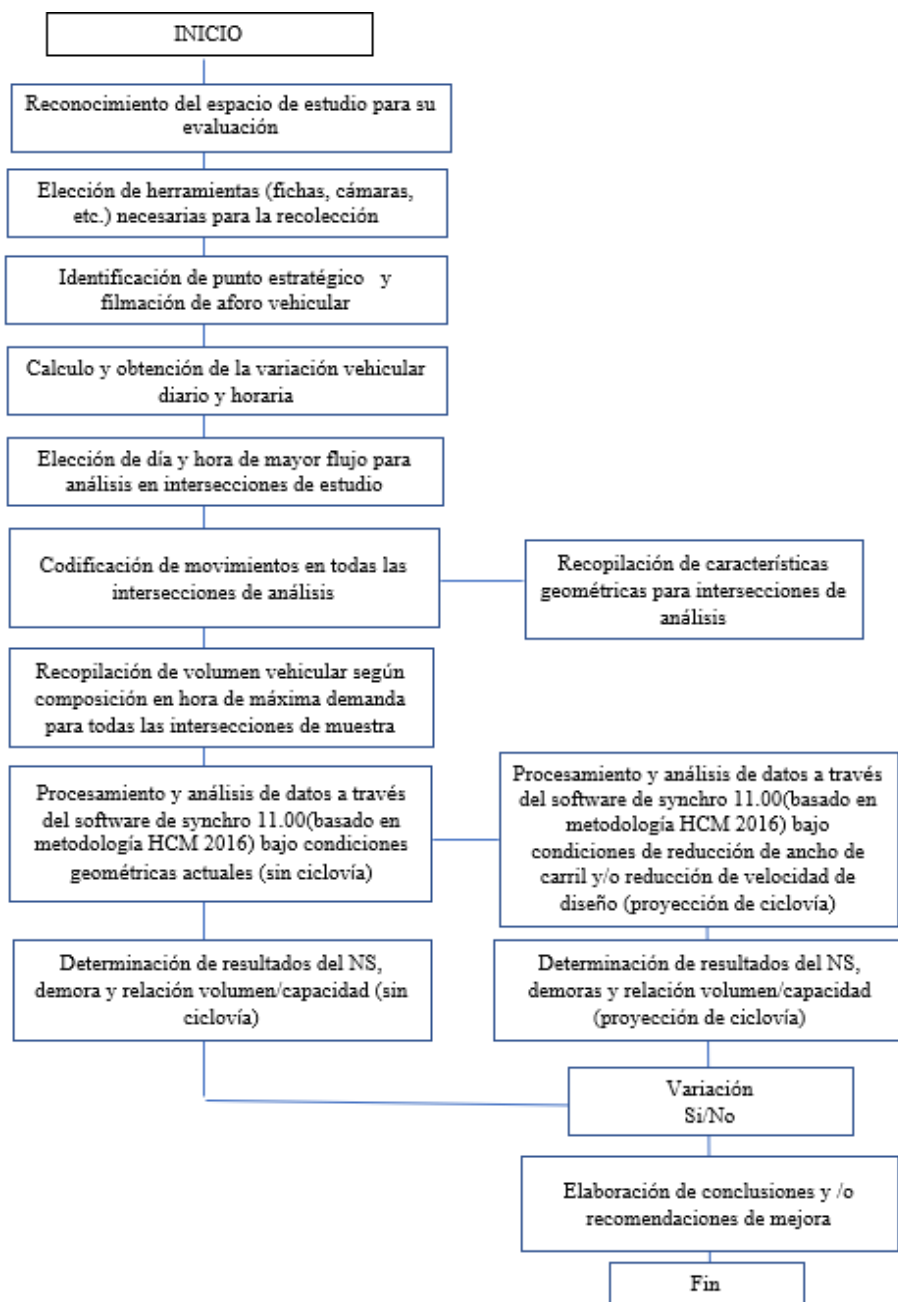 INICIO
Reconocimiento del espacio de estudio para su
evaluación
Elección de herramientas (fichas, cámaras,
etc.) necesarias para la recolección
Identificación de punto estratégico y
filmación de aforo vehicular
Calculo y obtención de la variación vehicular
diario y horaria
Elección de día y hora de mayor flujo para
análisis en intersecciones de estudio
Codificación de movimientos en todas las
intersecciones de análisis
Recopilación de características
geométricas para intersecciones de
análisis
Recopilación de volumen vehicular según
composición en hora de máxima demanda
para todas las intersecciones de muestra
Procesamiento y análisis de datos a través
del software de synchro 11.00(basado en
metodología HCM 2016) bajo condiciones
geométricas actuales (sin ciclovía)
Procesamiento y análisis de datos a través
del software de synchro 11.00(basado en
metodología HCM 2016) bajo
condiciones de reducción de ancho de
carril y/o reducción de velocidad de
diseño (proyección de ciclovía)
Determinación de resultados del NS,
demora y relación volumen/capacidad (sin
ciclovía)
Determinación de resultados del NS,
demoras y relación volumen/capacidad
(proyección de ciclovía)
Variación
Si/No
Elaboración de conclusiones y /o
recomendaciones de mejora
Fin